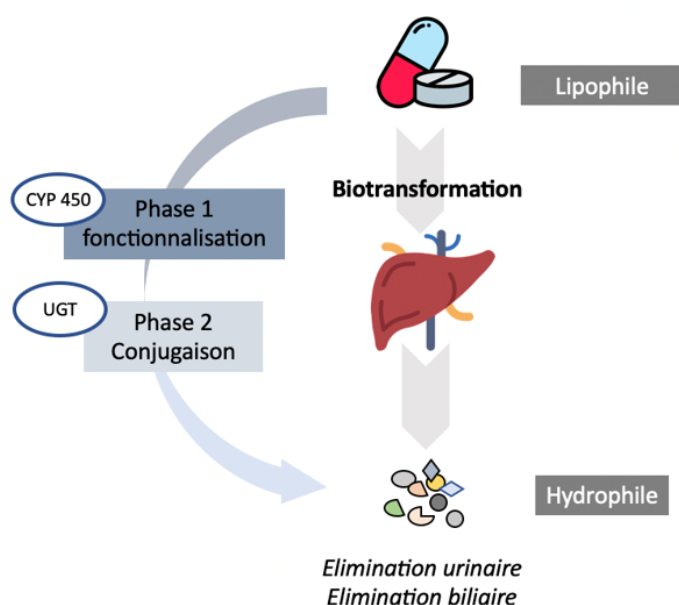 Lipophile
Biotransformation
CYP 450
Phase 1
fonctionnalisation
UGT
Phase 2
Conjugaison
Hydrophile
Elimination urinaire
Elimination biliaire